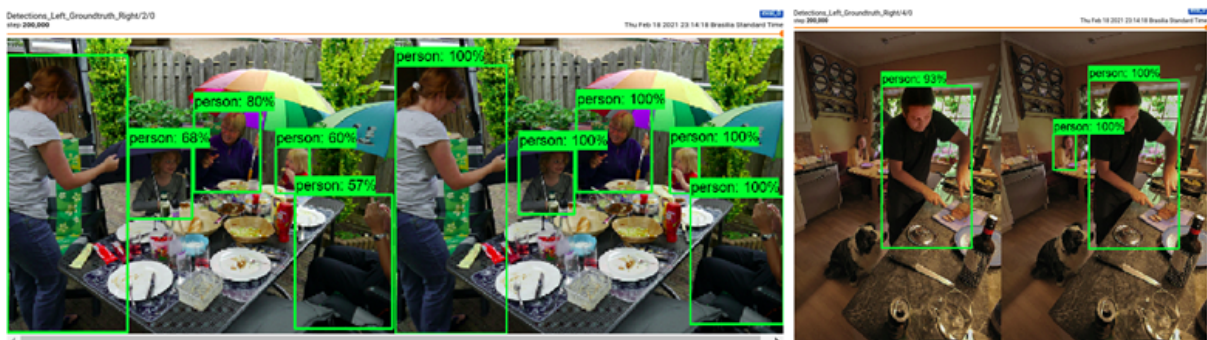 Detections_Left_Groundtruth_Right/2/0
step 200,000
Thu Feb 18 2021 23:14:18 Brasilia Standard Time
person: 100%
person: 80%
person: 100%
person: 68%
person: 60%
person: 100%
person: 100%
person: 57%
person: 100%
Detections_Left_Groundtruth_Right/4/0
step 200,000
Thu Feb 18 2021 23:14:16 Brasilia Standard Time
person: 93%
person: 100%
person: 100%